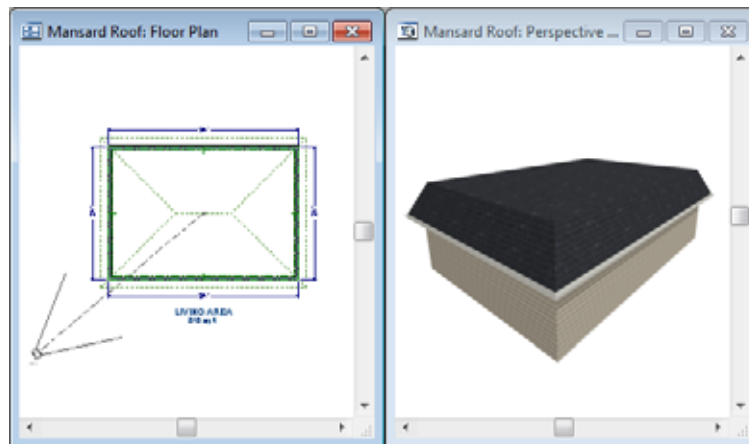 Mansard Roof: Floor Plan
Mansard Roof: Perspective ...
LIVING AREA